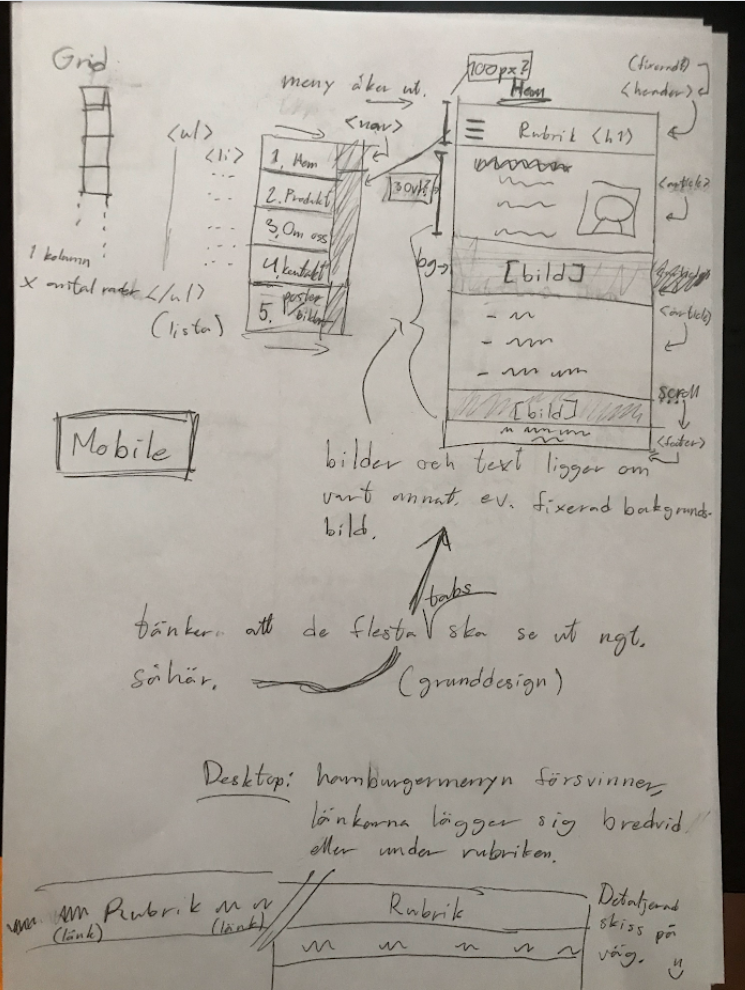 Grid
1 kolumn
X antal rader
<ul>
<li>
</ul>
(lista)
meny åker ut.
<nav>
1. Hem
2. Produkt
3. Om oss
4. kontakt
5. poster/
bilder
100px?
Hem
(fixerad?)
<header>
Rubrik <h1>
30vh?
<article>
bg→
[bild]
<article>
scroll
[bild]
<footer>
Mobile
bilder och text ligger om
vart annat. ev. fixerad bakgrunds-
bild.
tabs
tänker att de flesta ska se ut ngt.
såhär.
(grunddesign)
Desktop: hamburgermenyn försvinner,
länkarna lägger sig bredvid
eller under rubriken.
Rubrik
(länk)
(länk)
Rubrik
Detaljerad
skiss på
väg.